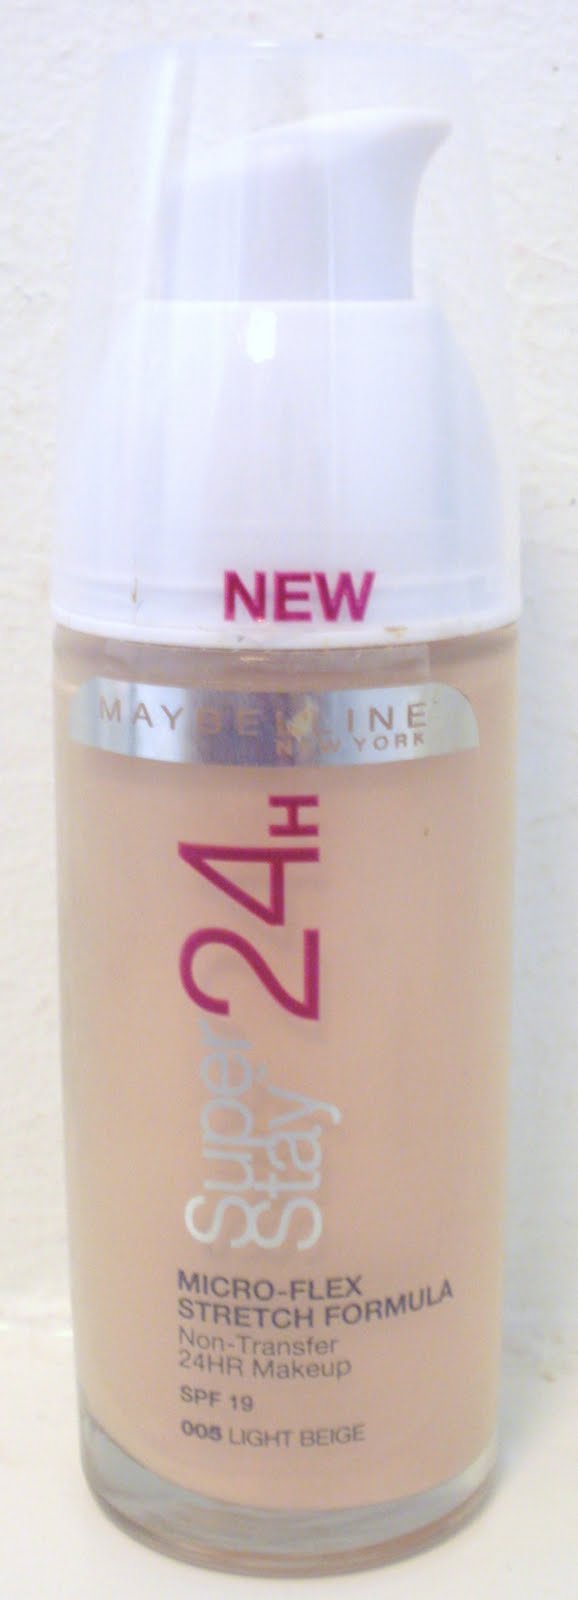 NEW
MAYBELLINE
NEW YORK
Super
Stay
24H
MICRO-FLEX
STRETCH FORMULA
Non-Transfer
24HR Makeup
SPF 19
005 LIGHT BEIGE